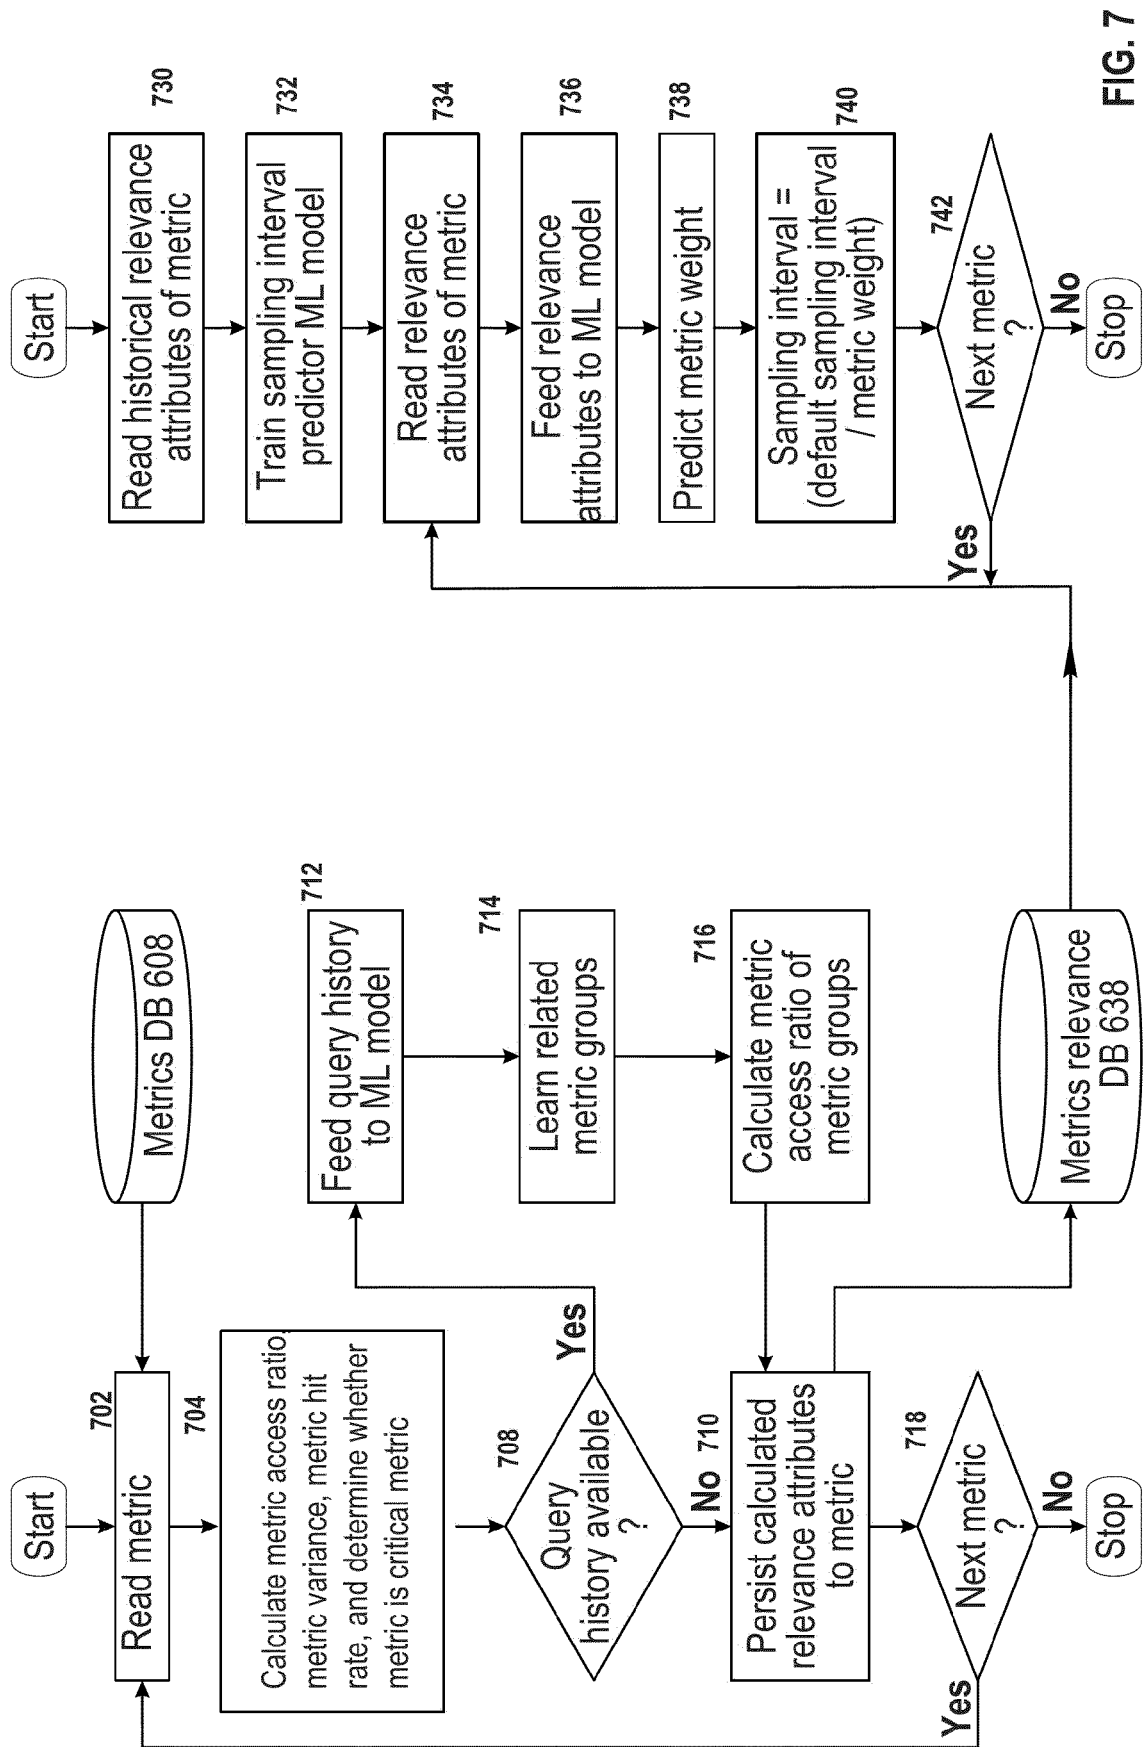 Start
702
Read metric
Metrics DB 608
704
Calculate metric access ratio,
metric variance, metric hit
rate, and determine whether
metric is critical metric
708
Query
history available
?
Yes
No
712
Feed query history
to ML model
714
Learn related
metric groups
716
Calculate metric
access ratio of
metric groups
710
Persist calculated
relevance attributes
to metric
Metrics relevance
DB 638
718
Next metric
?
Yes
No
Stop
Start
730
Read historical relevance
attributes of metric
732
Train sampling interval
predictor ML model
734
Read relevance
attributes of metric
736
Feed relevance
attributes to ML model
738
Predict metric weight
740
Sampling interval =
(default sampling interval
/ metric weight)
742
Next metric
?
Yes
No
Stop
FIG. 7